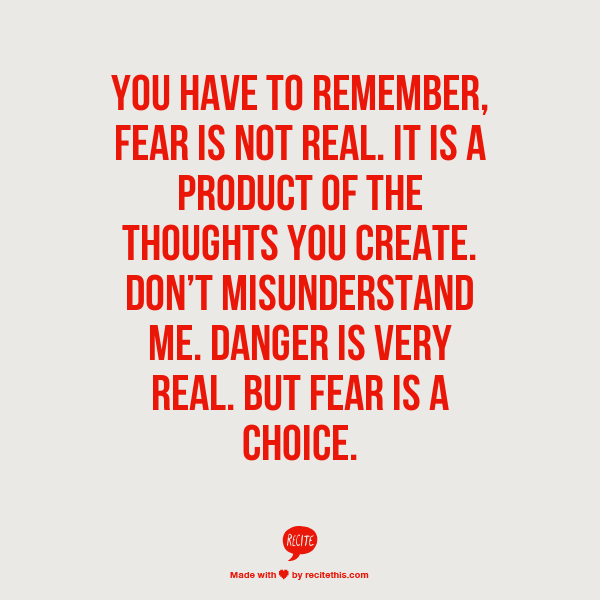 YOU HAVE TO REMEMBER,
FEAR IS NOT REAL. IT IS A
PRODUCT OF THE
THOUGHTS YOU CREATE.
DON’T MISUNDERSTAND
ME. DANGER IS VERY
REAL. BUT FEAR IS A
CHOICE.
RECITE
Made with ♥ by recitethis.com